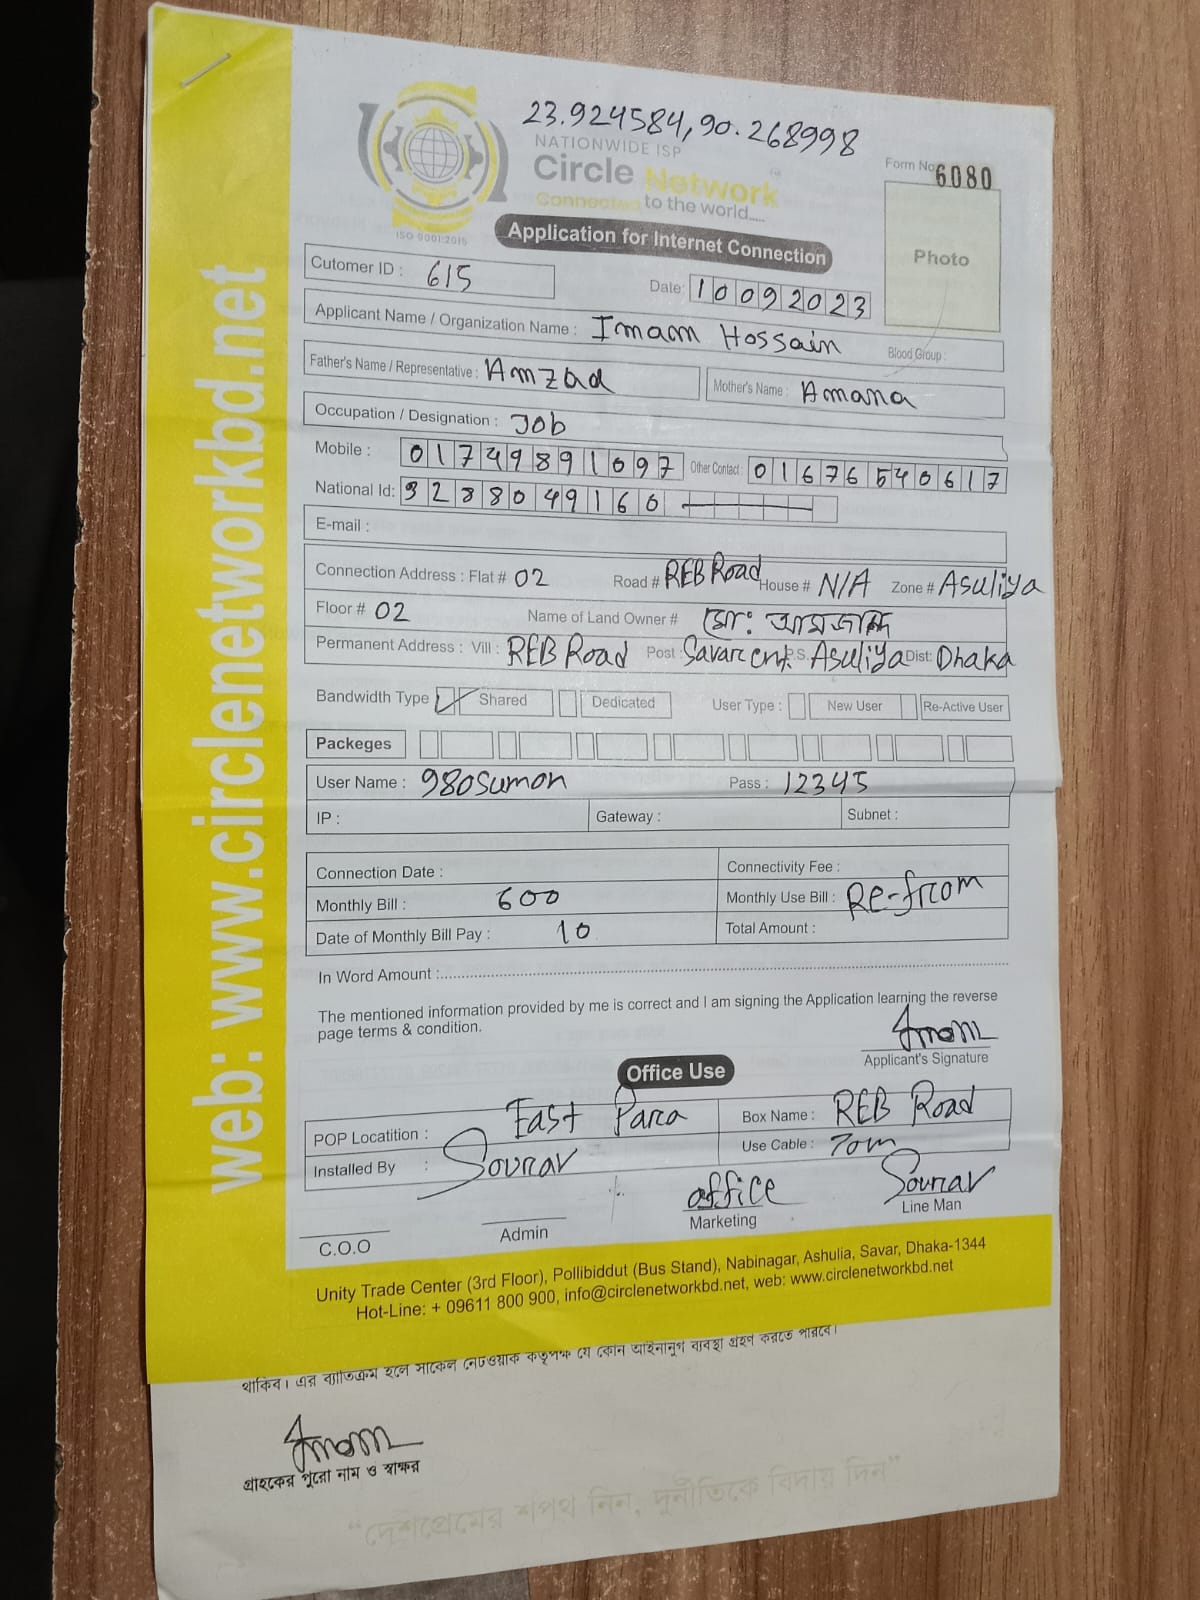 23.924584,90.268998
NATIONWIDE ISP
Circle Network
Connected to the world.....
ISO 9001:2015
Form No: 6080
Photo
Application for Internet Connection
Cutomer ID : 615
Date: 10092023
Applicant Name / Organization Name : Imam Hossain Blood Group :
Father's Name / Representative : Amzad Mother's Name : Amana
Occupation / Designation : Job
Mobile : 01749891097 Other Contact : 01676540617
National Id: 3288049160
E-mail :
Connection Address : Flat # 02 Road # REB Road House # N/A Zone # Asuliya
Floor # 02 Name of Land Owner # মো: আমজাদ
Permanent Address : Vill : REB Road Post : Savar cnt. P.S. Asuliya Dist: Dhaka
Bandwidth Type Shared Dedicated User Type : New User Re-Active User
Packeges
User Name : 980sumon Pass : 12345
IP : Gateway : Subnet :
Connection Date : Connectivity Fee :
Monthly Bill : 600 Monthly Use Bill : Re-from
Date of Monthly Bill Pay : 10 Total Amount :
In Word Amount :
The mentioned information provided by me is correct and I am signing the Application learning the reverse
page terms & condition.
Imam
Applicant's Signature
Office Use
POP Locatition : East Para Box Name : REB Road
Installed By : Sourav Use Cable : 70m
office Sourav
C.O.O Admin Marketing Line Man
Unity Trade Center (3rd Floor), Pollibiddut (Bus Stand), Nabinagar, Ashulia, Savar, Dhaka-1344
Hot-Line: + 09611 800 900, info@circlenetworkbd.net, web: www.circlenetworkbd.net
web: www.circlenetworkbd.net
থাকিব। এর ব্যতিক্রম হলে সার্কেল নেটওয়াক কতৃপক্ষ যে কোন আইনানুগ ব্যবস্থা গ্রহণ করতে পারবে।
Imam
গ্রাহকের পুরো নাম ও স্বাক্ষর
“দেশপ্রেমের শপথ নিন, দুর্নীতিকে বিদায় দিন”